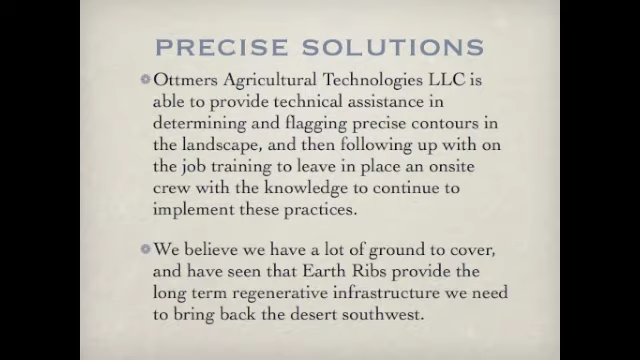 PRECISE SOLUTIONS
Ottmers Agricultural Technologies LLC is
able to provide technical assistance in
determining and flagging precise contours in
the landscape, and then following up with on
the job training to leave in place an onsite
crew with the knowledge to continue to
implement these practices.
We believe we have a lot of ground to cover,
and have seen that Earth Ribs provide the
long term regenerative infrastructure we need
to bring back the desert southwest.